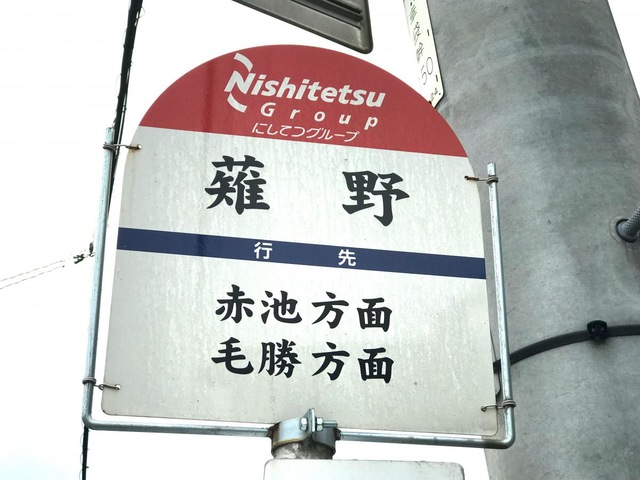 Nishitetsu
Group
にしてつグループ
薙野
行先
赤池方面
毛勝方面
50